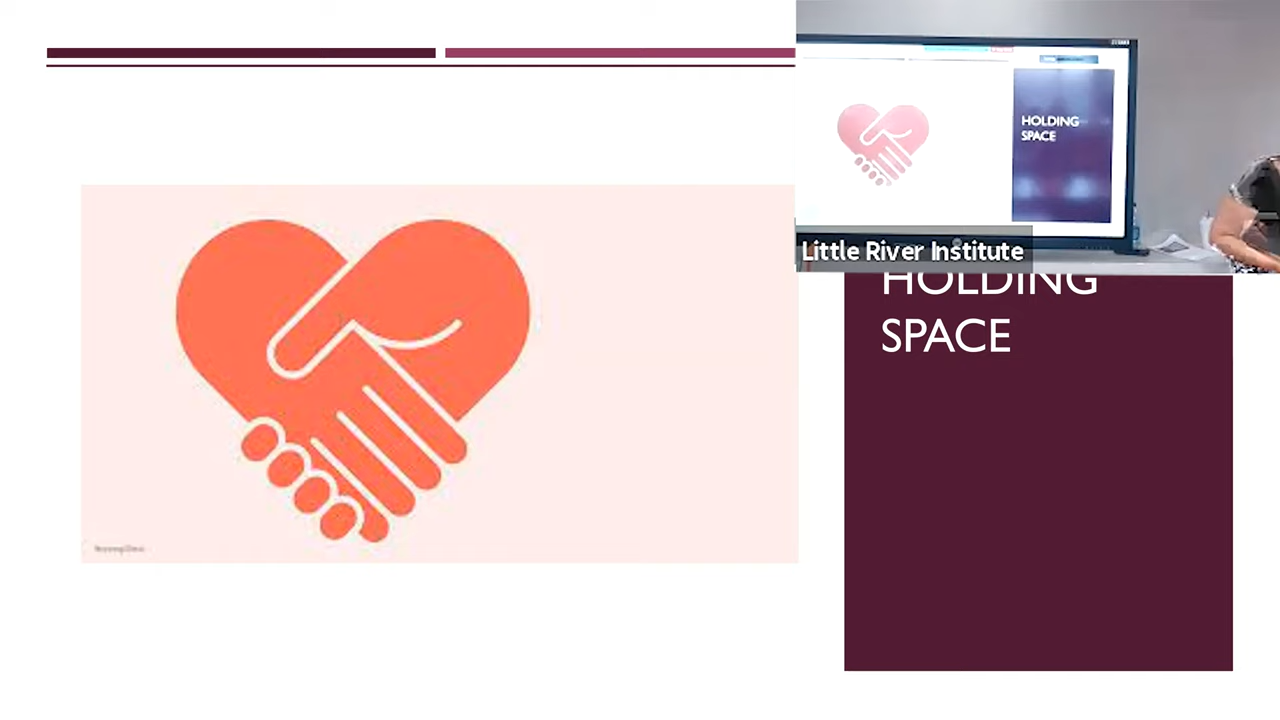 HOLDING
SPACE
Little River Institute
HOLDING
SPACE